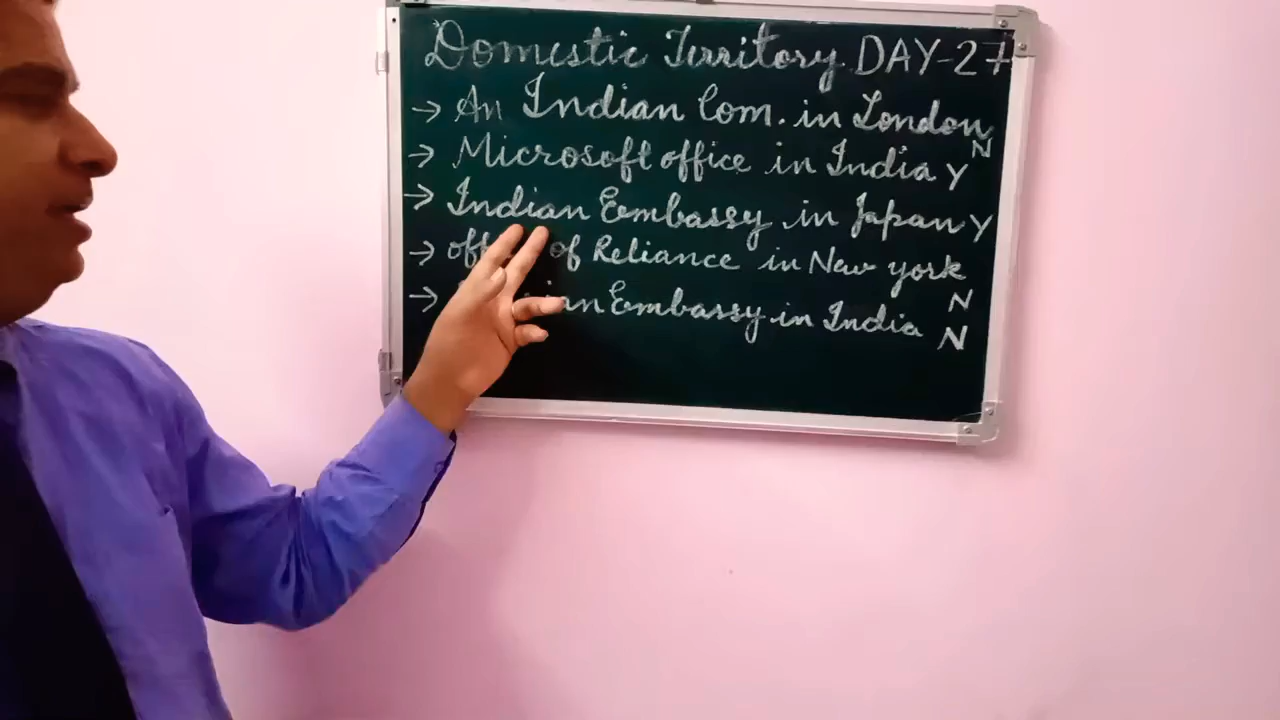 Domestic Territory DAY-27
→ An Indian Com. in London N
→ Microsoft office in India Y
→ Indian Embassy in Japan Y
→ of Reliance in New york N
→ Embassy in India N